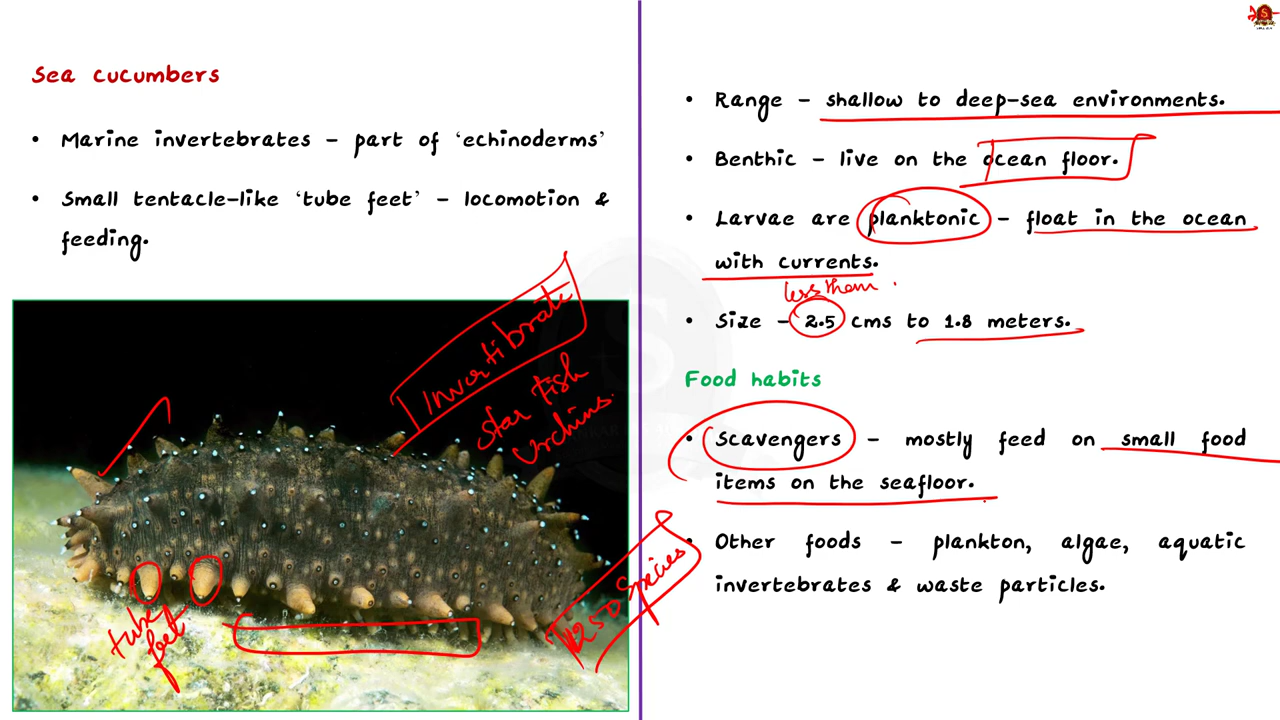 Sea cucumbers
• Marine invertebrates – part of ‘echinoderms’
• Small tentacle-like ‘tube feet’ – locomotion &
feeding.
Invertibrate
star fish
urchins.
tube
feet
1250 species
• Range – shallow to deep-sea environments.
• Benthic – live on the ocean floor.
• Larvae are planktonic – float in the ocean
with currents.
less them
• Size – 2.5 cms to 1.8 meters.
Food habits
• Scavengers – mostly feed on small food
items on the seafloor.
• Other foods – plankton, algae, aquatic
invertebrates & waste particles.